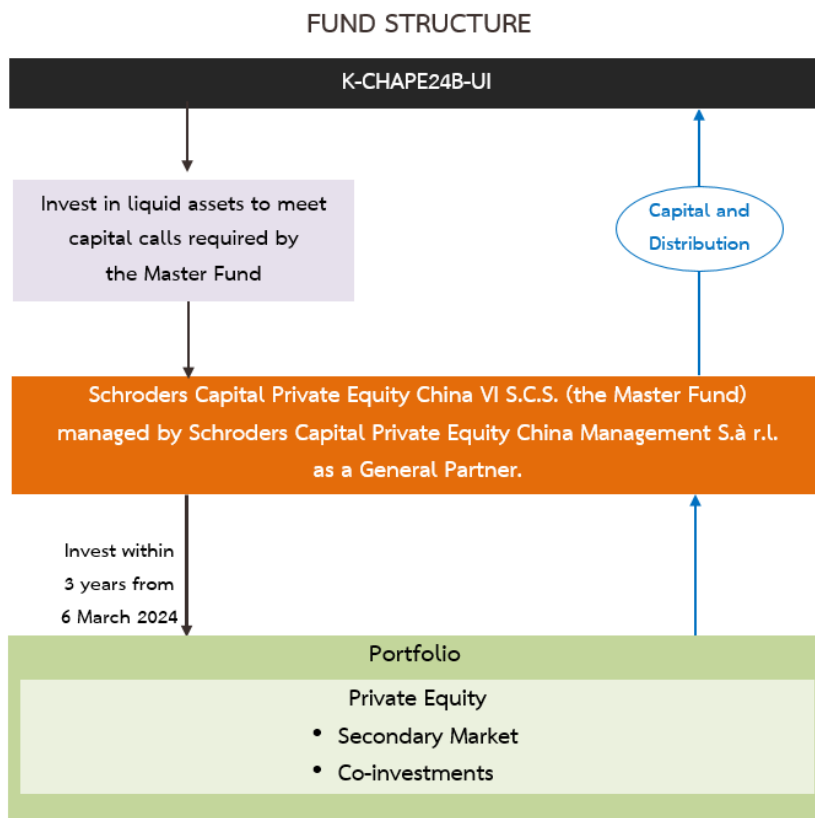 FUND STRUCTURE
K-CHAPE24B-UI
Invest in liquid assets to meet
capital calls required by
the Master Fund
Capital and
Distribution
Schroders Capital Private Equity China VI S.C.S. (the Master Fund)
managed by Schroders Capital Private Equity China Management S.à r.l.
as a General Partner.
Invest within
3 years from
6 March 2024
Portfolio
Private Equity
• Secondary Market
• Co-investments